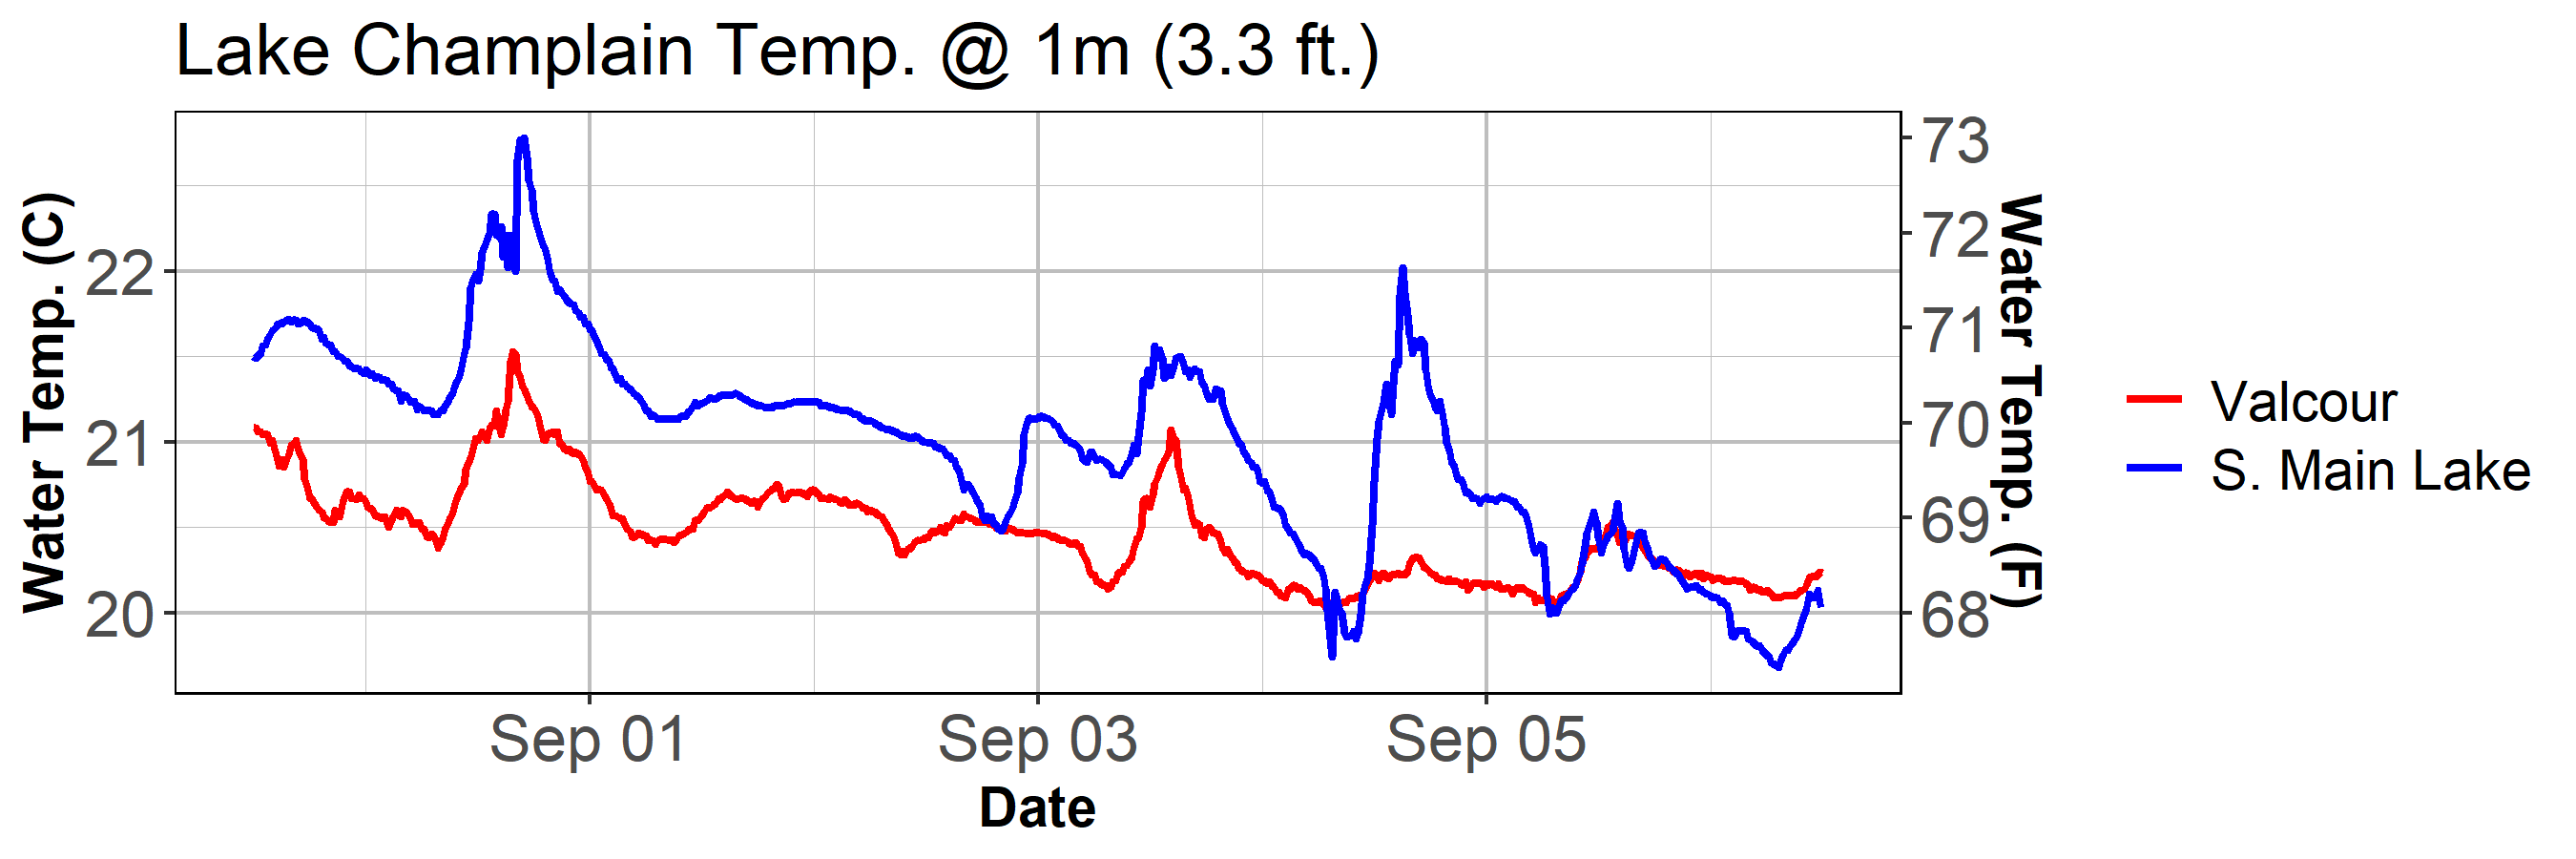 Lake Champlain Temp. @ 1m (3.3 ft.)
Water Temp. (C)
22
21
20
73
72
71
70
69
68
Water Temp. (F)
Sep 01
Sep 03
Sep 05
Date
Valcour
S. Main Lake